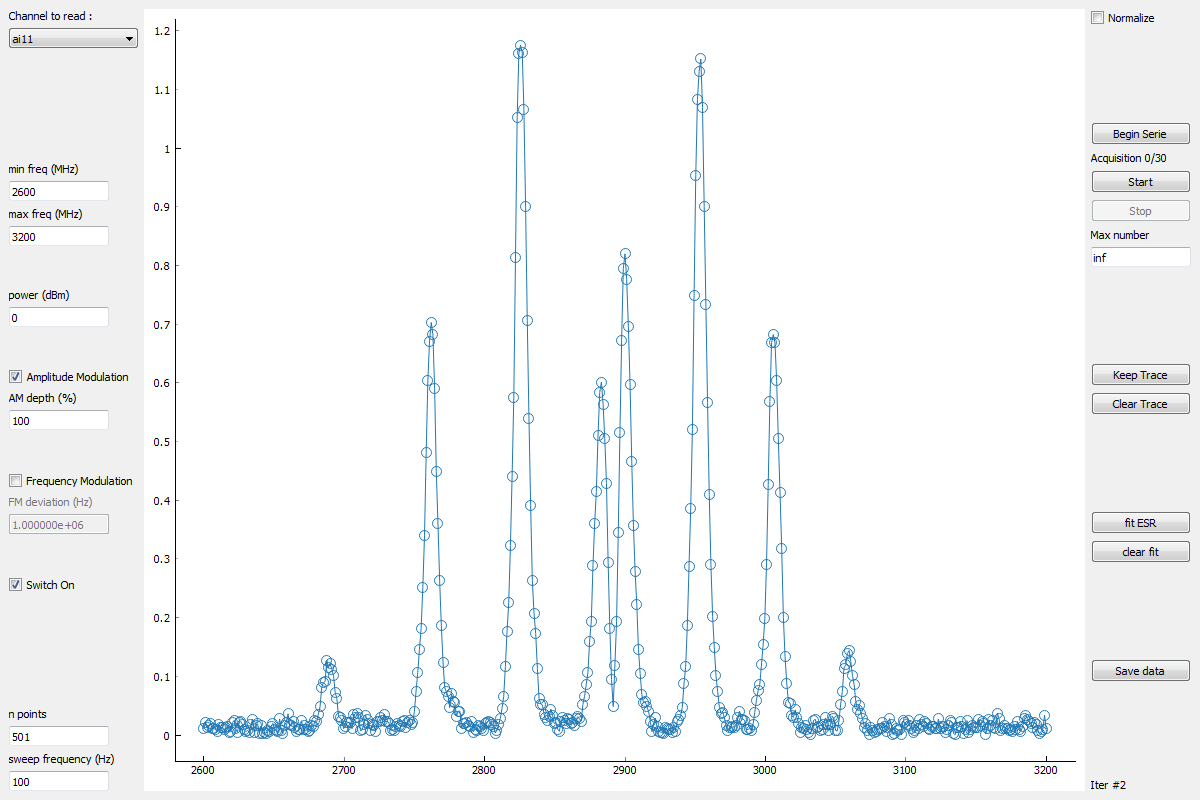 Channel to read :
ai11
min freq (MHz)
2600
max freq (MHz)
3200
power (dBm)
0
Amplitude Modulation
AM depth (%)
100
Frequency Modulation
FM deviation (Hz)
1.000000e+06
Switch On
n points
501
sweep frequency (Hz)
100
1.2
1.1
1
0.9
0.8
0.7
0.6
0.5
0.4
0.3
0.2
0.1
0
2600 2700 2800 2900 3000 3100 3200
Normalize
Begin Serie
Acquisition 0/30
Start
Stop
Max number
inf
Keep Trace
Clear Trace
fit ESR
clear fit
Save data
Iter #2